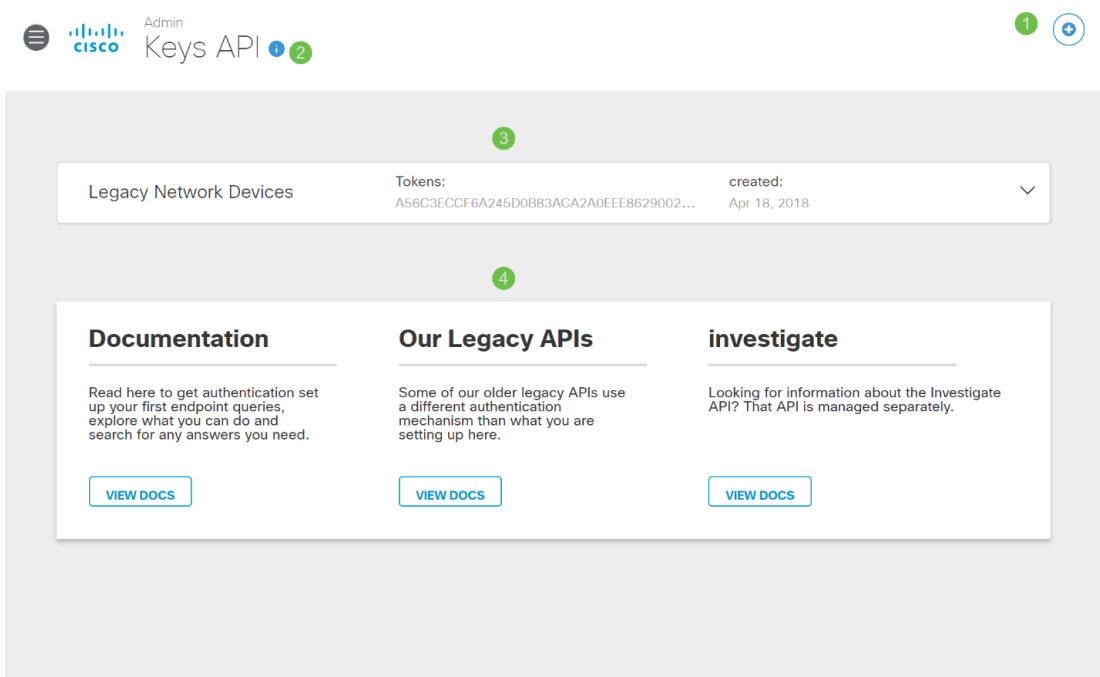 Admin
CISCO
Keys API
i
2
1
3
Legacy Network Devices
Tokens:
A56C3ECCF6A245D0B83ACA2A0EEE8629002...
created:
Apr 18, 2018
4
Documentation
Read here to get authentication set
up your first endpoint queries,
explore what you can do and
search for any answers you need.
VIEW DOCS
Our Legacy APIs
Some of our older legacy APIs use
a different authentication
mechanism than what you are
setting up here.
VIEW DOCS
investigate
Looking for information about the Investigate
API? That API is managed separately.
VIEW DOCS